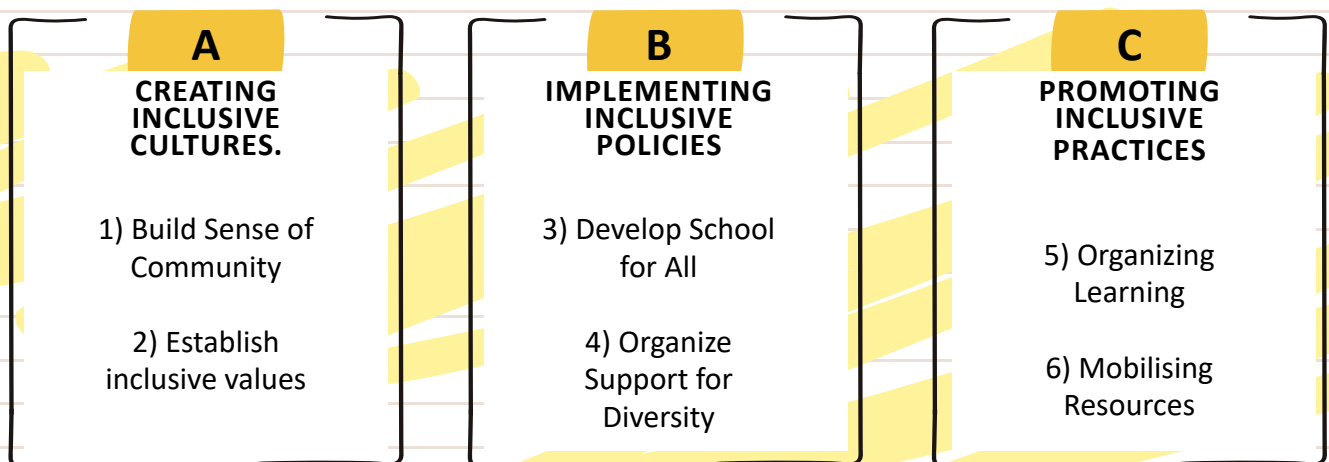 A
CREATING
INCLUSIVE
CULTURES.
1) Build Sense of
Community
2) Establish
inclusive values
B
IMPLEMENTING
INCLUSIVE
POLICIES
3) Develop School
for All
4) Organize
Support for
Diversity
C
PROMOTING
INCLUSIVE
PRACTICES
5) Organizing
Learning
6) Mobilising
Resources